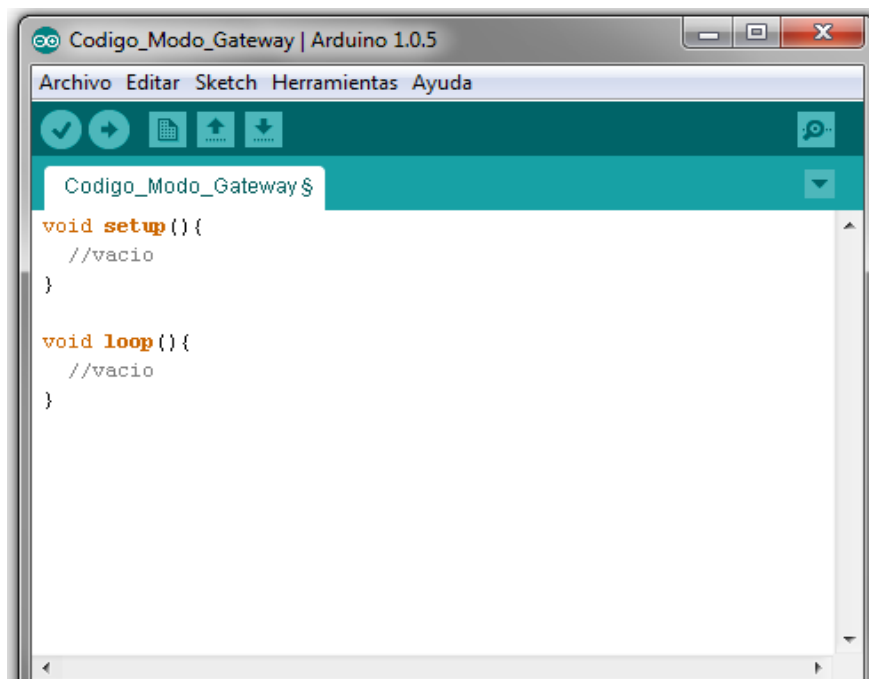 Codigo_Modo_Gateway | Arduino 1.0.5
Archivo Editar Sketch Herramientas Ayuda
Codigo_Modo_Gateway§
void setup(){
  //vacio
}

void loop(){
  //vacio
}